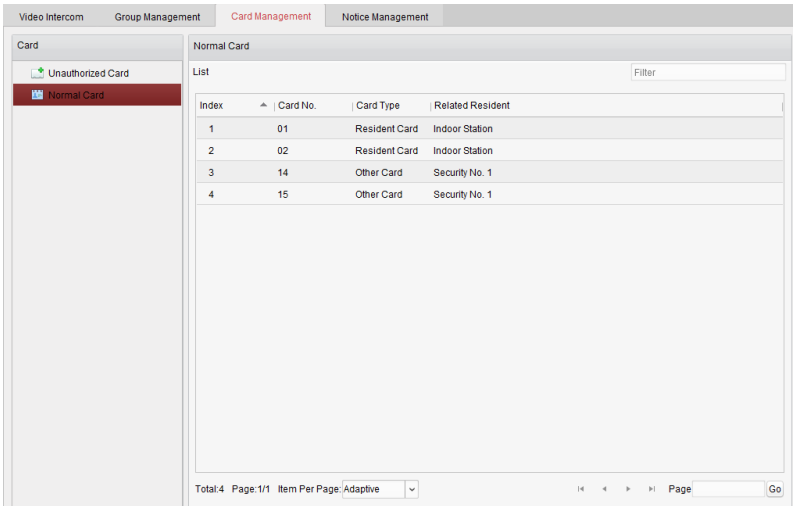 Video Intercom Group Management Card Management Notice Management
Card
Unauthorized Card
Normal Card
Normal Card
List Filter
Index Card No. Card Type Related Resident
1 01 Resident Card Indoor Station
2 02 Resident Card Indoor Station
3 14 Other Card Security No. 1
4 15 Other Card Security No. 1
Total:4 Page:1/1 Item Per Page: Adaptive Page Go